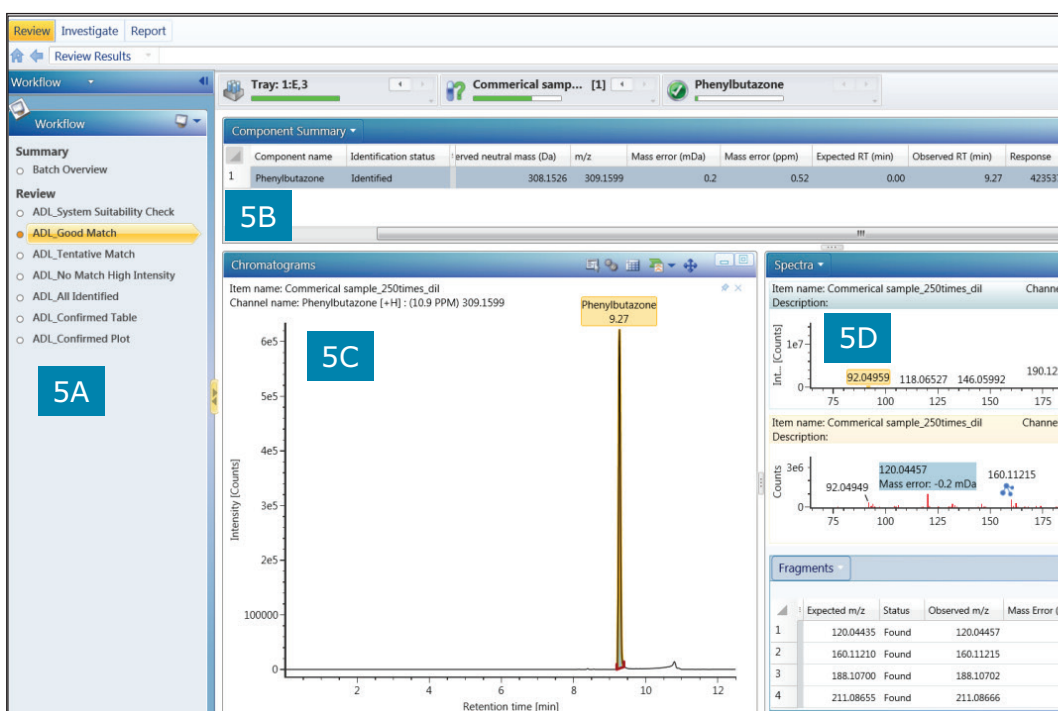 Review Investigate Report
Review Results
Workflow
Tray: 1:E,3
Commerical samp... [1]
Phenylbutazone
Workflow
Summary
Batch Overview
Review
ADL_System Suitability Check
ADL_Good Match
ADL_Tentative Match
ADL_No Match High Intensity
ADL_All Identified
ADL_Confirmed Table
ADL_Confirmed Plot
5A
Component Summary
Component name Identification status erved neutral mass (Da) m/z Mass error (mDa) Mass error (ppm) Expected RT (min) Observed RT (min) Response
1 Phenylbutazone Identified 308.1526 309.1599 0.2 0.52 0.00 9.27 423537
5B
Chromatograms
Item name: Commerical sample_250times_dil
Channel name: Phenylbutazone [+H] : (10.9 PPM) 309.1599
Phenylbutazone
9.27
5C
Intensity [Counts]
6e5
5e5
4e5
3e5
2e5
100000
0
2 4 6 8 10 12
Retention time [min]
Spectra
Item name: Commerical sample_250times_dil Channe
Description:
5D
Int... [Counts]
1e7
0
92.04959 118.06527 146.05992 190.12
75 100 125 150 175
Item name: Commerical sample_250times_dil Channe
Description:
Counts
3e6
0
92.04949
120.04457
Mass error: -0.2 mDa
160.11215
75 100 125 150 175
Fragments
Expected m/z Status Observed m/z Mass Error (
1 120.04435 Found 120.04457
2 160.11210 Found 160.11215
3 188.10700 Found 188.10702
4 211.08655 Found 211.08666